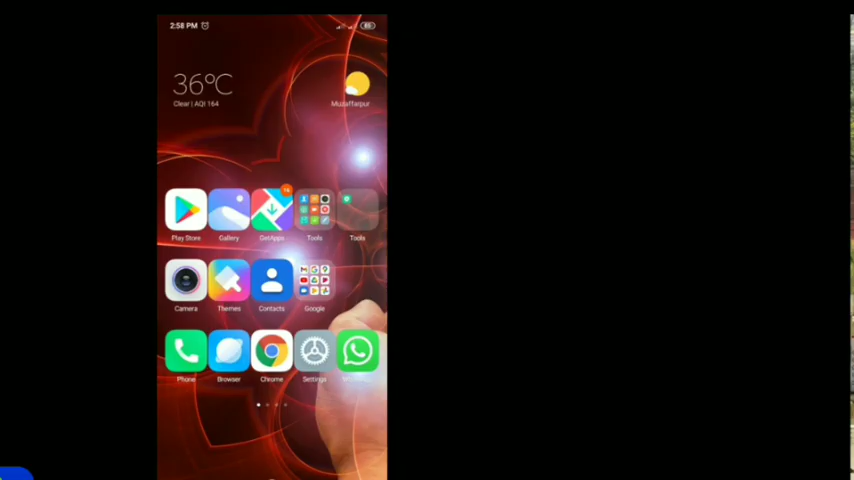 2:58 PM
36°C
Clear | AQI 164
Muzaffarpur
Play Store
Gallery
GetApps
Tools
Tools
Camera
Themes
Contacts
Google
Phone
Browser
Chrome
Settings